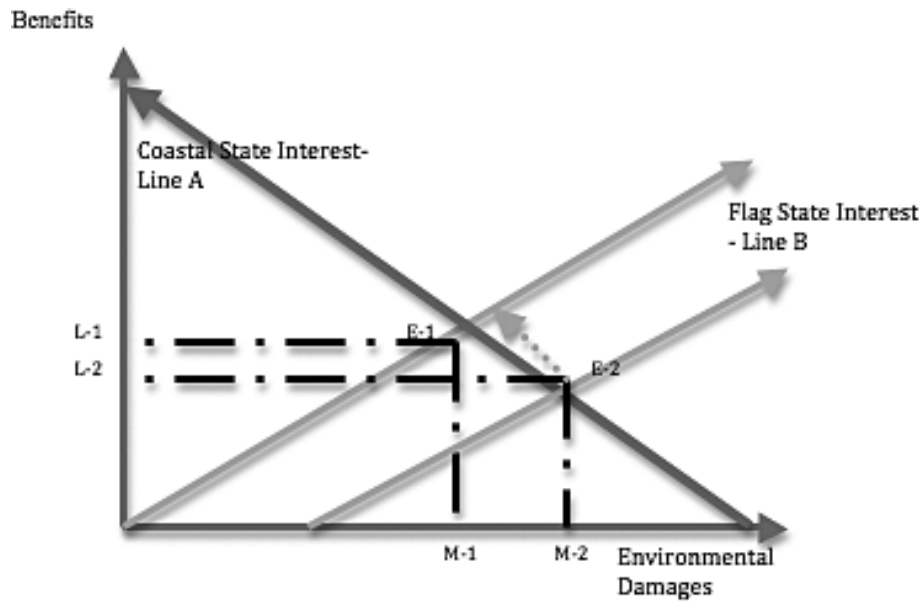 Benefits
Coastal State Interest-
Line A
Flag State Interest
- Line B
L-1
E-1
L-2
E-2
M-1
M-2
Environmental
Damages